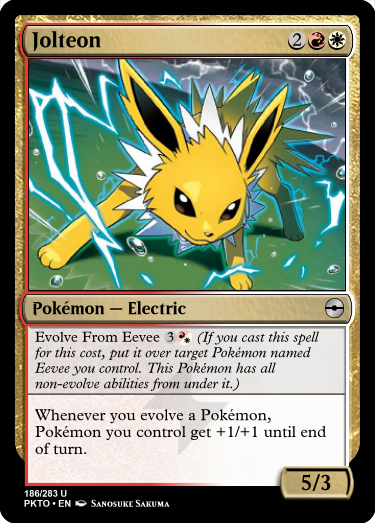 Jolteon 2
Pokémon — Electric
Evolve From Eevee 3 (If you cast this spell
for this cost, put it over target Pokémon named
Eevee you control. This Pokémon has all
non-evolve abilities from under it.)
Whenever you evolve a Pokémon,
Pokémon you control get +1/+1 until end
of turn.
5/3
186/283 U
PKTO • EN Sanosuke Sakuma